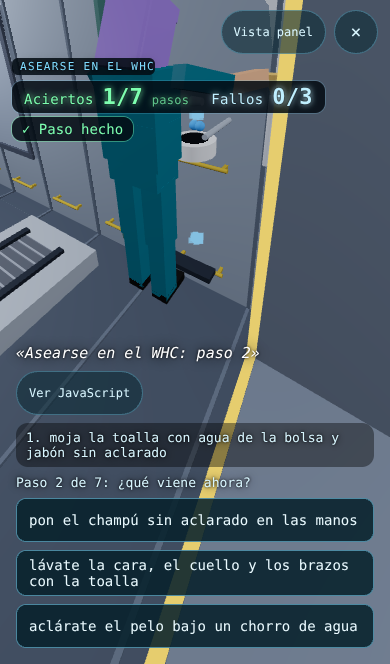 Vista panel
×
ASEARSE EN EL WHC
Aciertos 1/7 pasos Fallos 0/3
✓ Paso hecho
«Asearse en el WHC: paso 2»
Ver JavaScript
1. moja la toalla con agua de la bolsa y
jabón sin aclarado
Paso 2 de 7: ¿qué viene ahora?
pon el champú sin aclarado en las manos
lávate la cara, el cuello y los brazos
con la toalla
aclárate el pelo bajo un chorro de agua